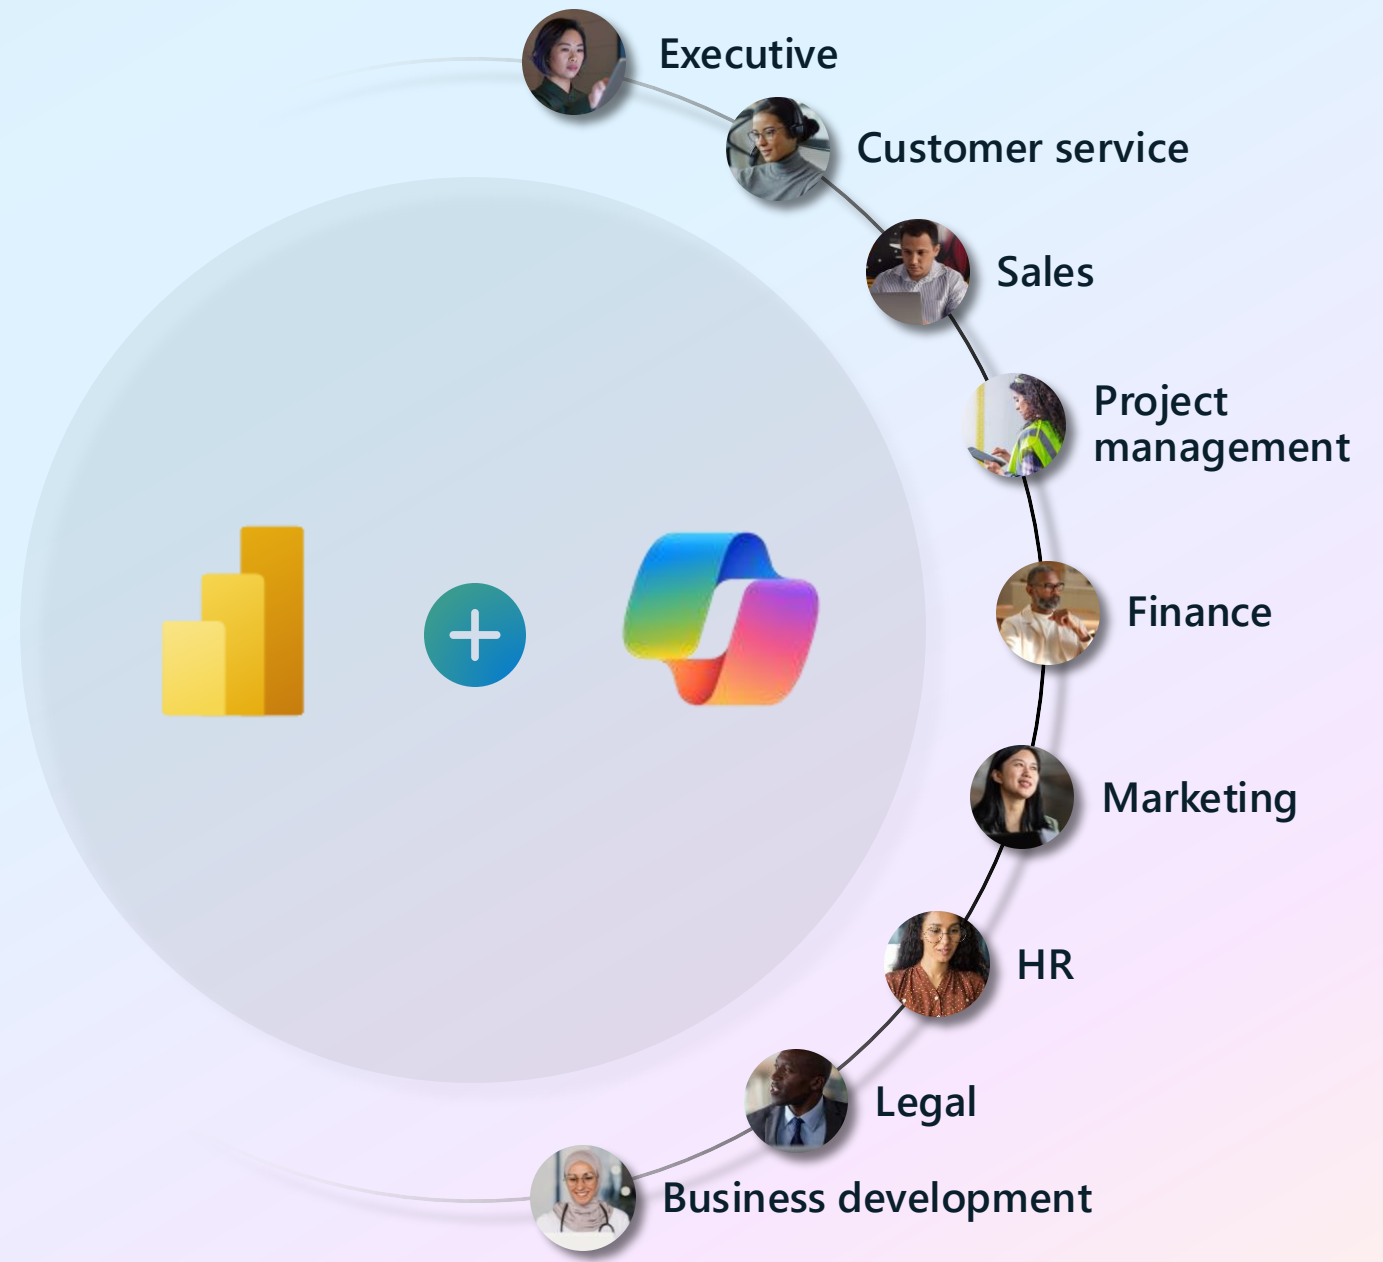 Executive
Customer service
Sales
Project
management
Finance
Marketing
HR
Legal
Business development